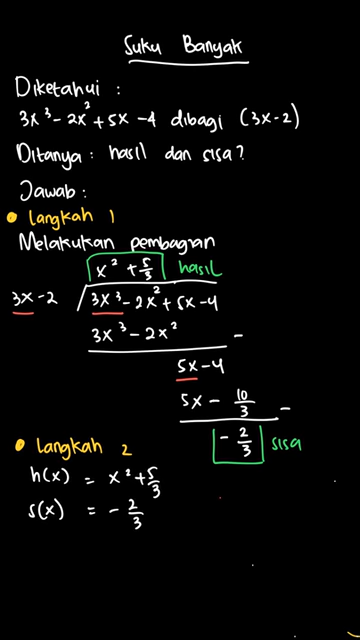 Suku Banyak
Diketahui :
3x³ - 2x² + 5x - 4 dibagi (3x - 2)
Ditanya : hasil dan sisa?
Jawab :
• Langkah 1
Melakukan pembagian
x² + 5/3 hasil
3x - 2 √ 3x³ - 2x² + 5x - 4
3x³ - 2x² -
5x - 4
5x - 10/3 -
- 2/3 sisa
• Langkah 2
h(x) = x² + 5/3
s(x) = - 2/3